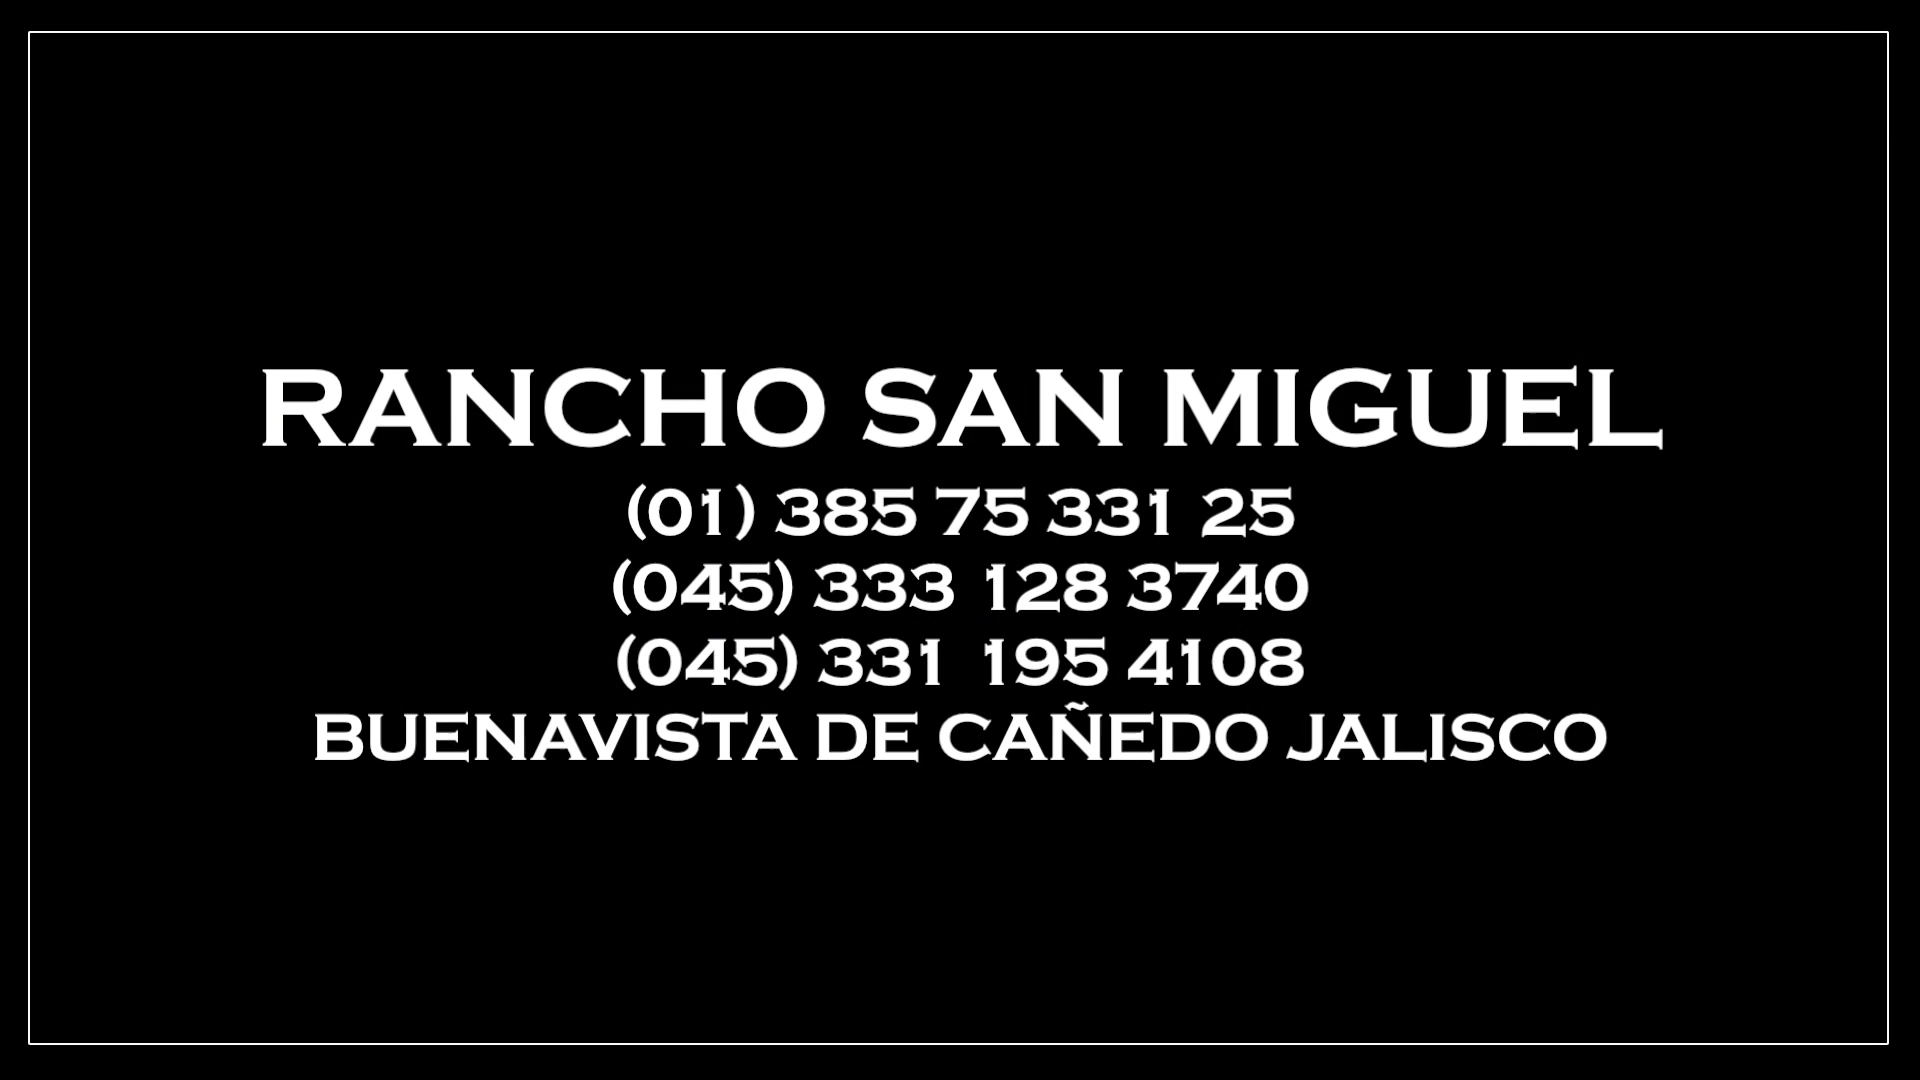 RANCHO SAN MIGUEL
(01) 385 75 331 25
(045) 333 128 3740
(045) 331 195 4108
BUENAVISTA DE CAÑEDO JALISCO